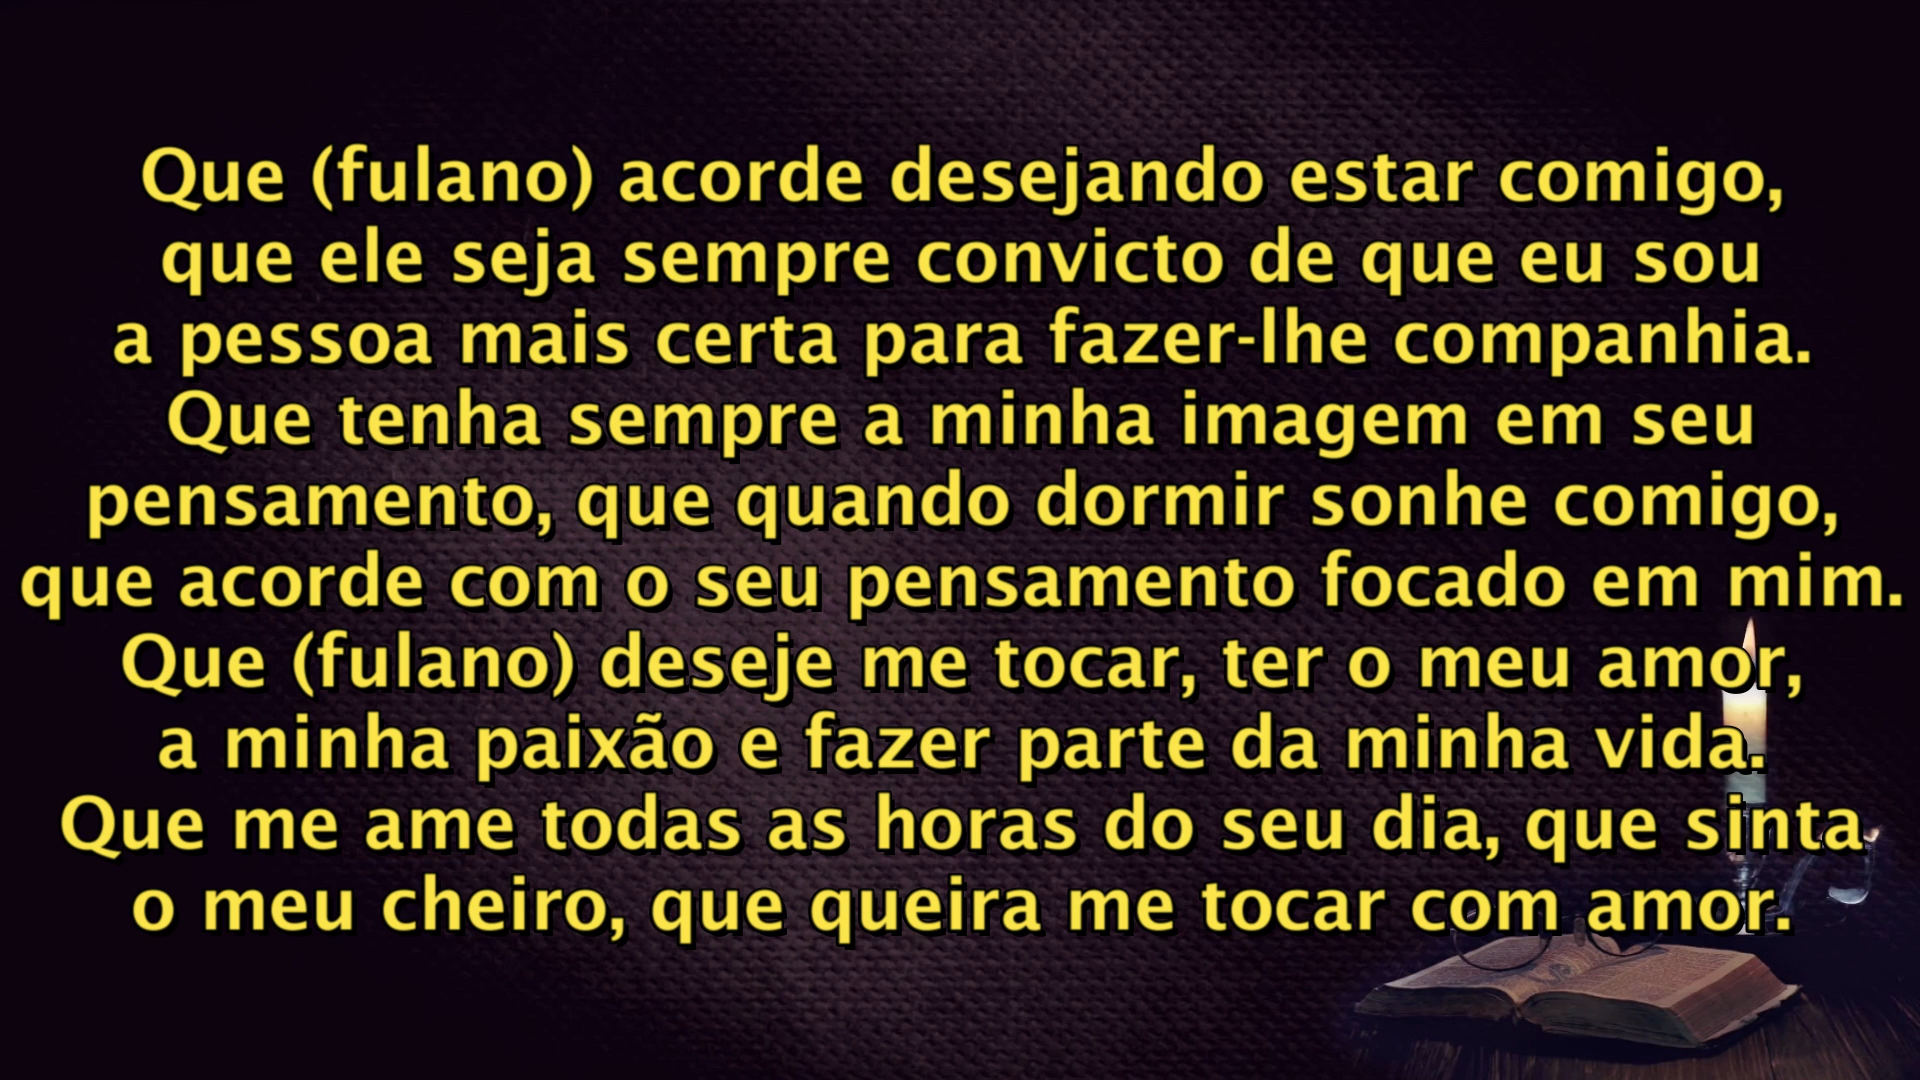 Que (fulano) acorde desejando estar comigo,
que ele seja sempre convicto de que eu sou
a pessoa mais certa para fazer-lhe companhia.
Que tenha sempre a minha imagem em seu
pensamento, que quando dormir sonhe comigo,
que acorde com o seu pensamento focado em mim.
Que (fulano) deseje me tocar, ter o meu amor,
a minha paixão e fazer parte da minha vida.
Que me ame todas as horas do seu dia, que sinta
o meu cheiro, que queira me tocar com amor.